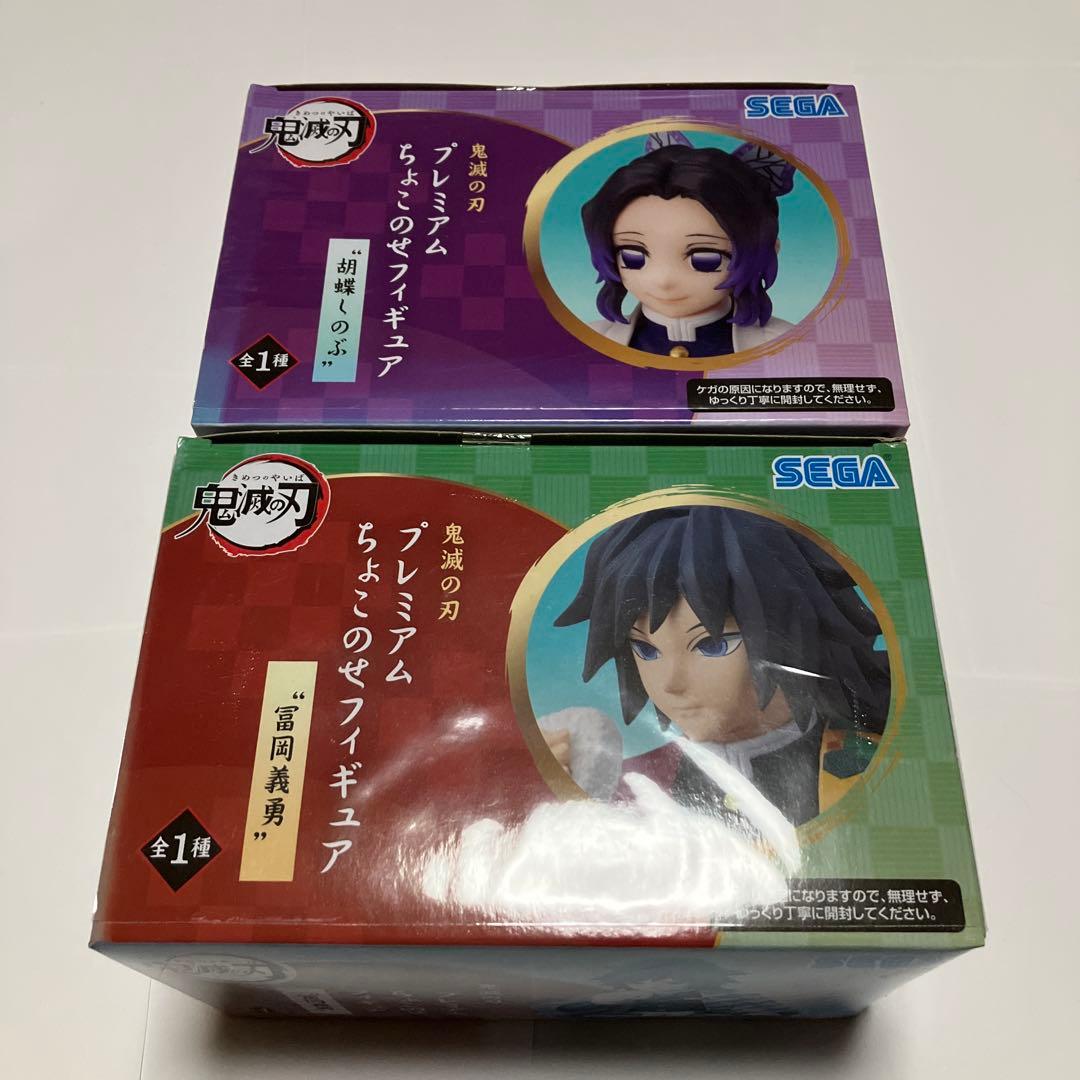 きめつのやいば
鬼滅の刃
SEGA
鬼滅の刃
プレミアム
ちょこのせフィギュア
“胡蝶しのぶ”
全1種
ケガの原因になりますので、無理せず、
ゆっくり丁寧に開封してください。
きめつのやいば
鬼滅の刃
SEGA
鬼滅の刃
プレミアム
ちょこのせフィギュア
“冨岡義勇”
全1種
になりますので、無理せず、
ゆっくり丁寧に開封してください。
鬼滅の刃